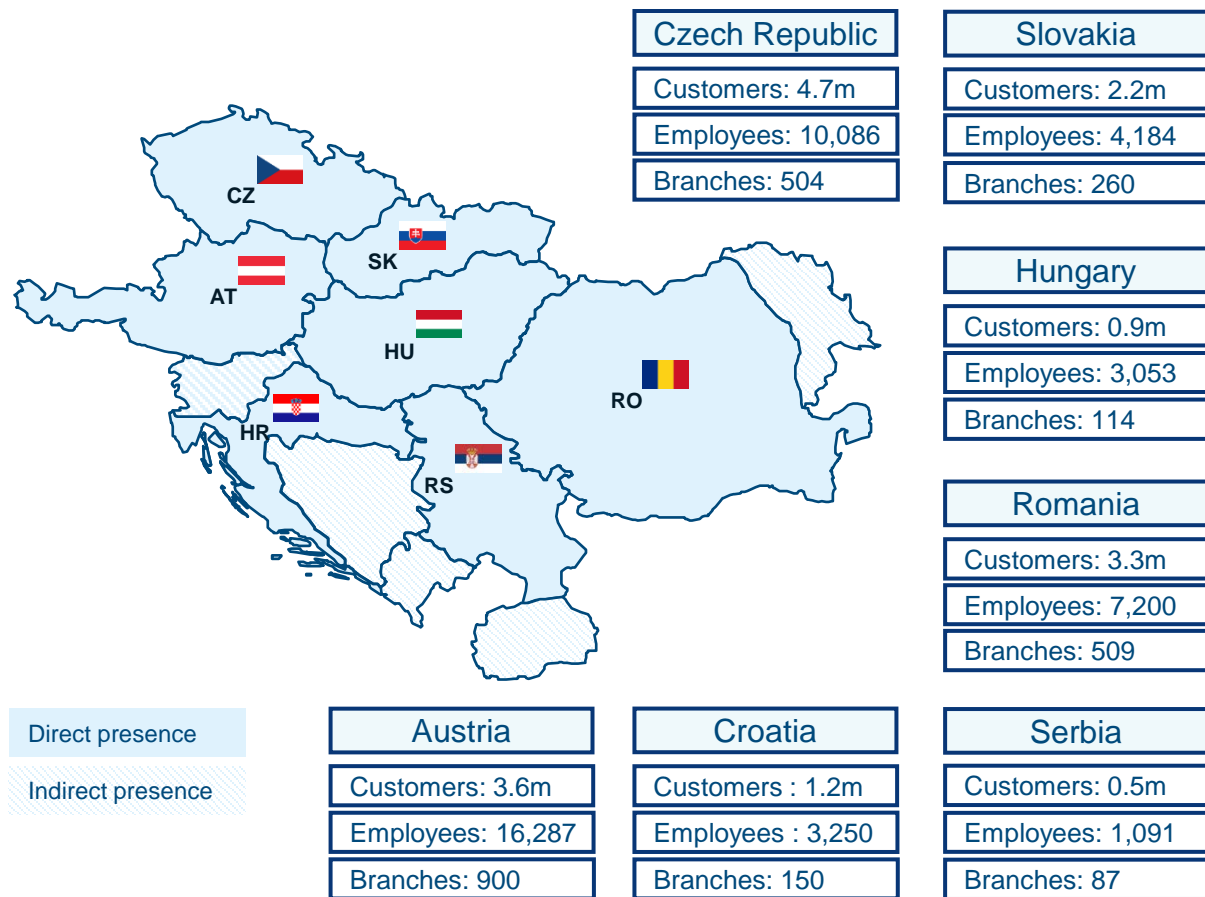 Czech Republic
Customers: 4.7m
Employees: 10,086
Branches: 504
Slovakia
Customers: 2.2m
Employees: 4,184
Branches: 260
CZ
SK
AT
HU
RO
HR
RS
Hungary
Customers: 0.9m
Employees: 3,053
Branches: 114
Romania
Customers: 3.3m
Employees: 7,200
Branches: 509
Direct presence
Indirect presence
Austria
Customers: 3.6m
Employees: 16,287
Branches: 900
Croatia
Customers : 1.2m
Employees : 3,250
Branches: 150
Serbia
Customers: 0.5m
Employees: 1,091
Branches: 87